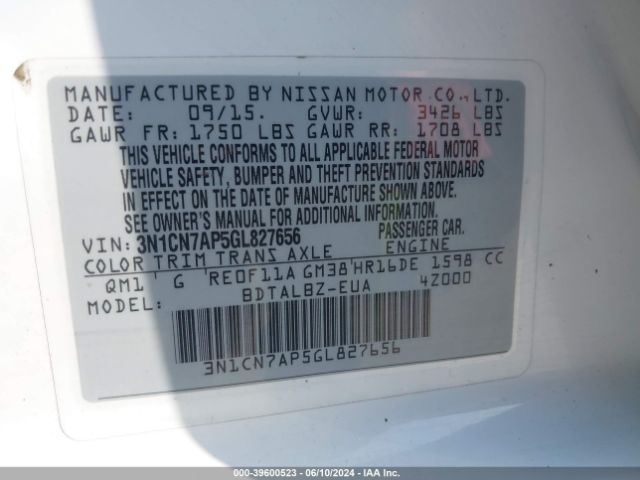 MANUFACTURED BY NISSAN MOTOR CO., LTD.
DATE: 09/15. GVWR: 3426 LBS
GAWR FR: 1750 LBS GAWR RR: 1708 LBS
THIS VEHICLE CONFORMS TO ALL APPLICABLE FEDERAL MOTOR
VEHICLE SAFETY, BUMPER AND THEFT PREVENTION STANDARDS
IN EFFECT ON THE DATE OF MANUFACTURE SHOWN ABOVE.
SEE OWNER'S MANUAL FOR ADDITIONAL INFORMATION.
VIN: 3N1CN7AP5GL827656 PASSENGER CAR.
COLOR TRIM TRANS AXLE ENGINE
QM1 G RE0F11A GM38 HR16DE 1598 CC
MODEL: BDTALBZ-EUA 4Z000
3N1CN7AP5GL827656
000-39600523 - 06/10/2024 - IAA Inc.